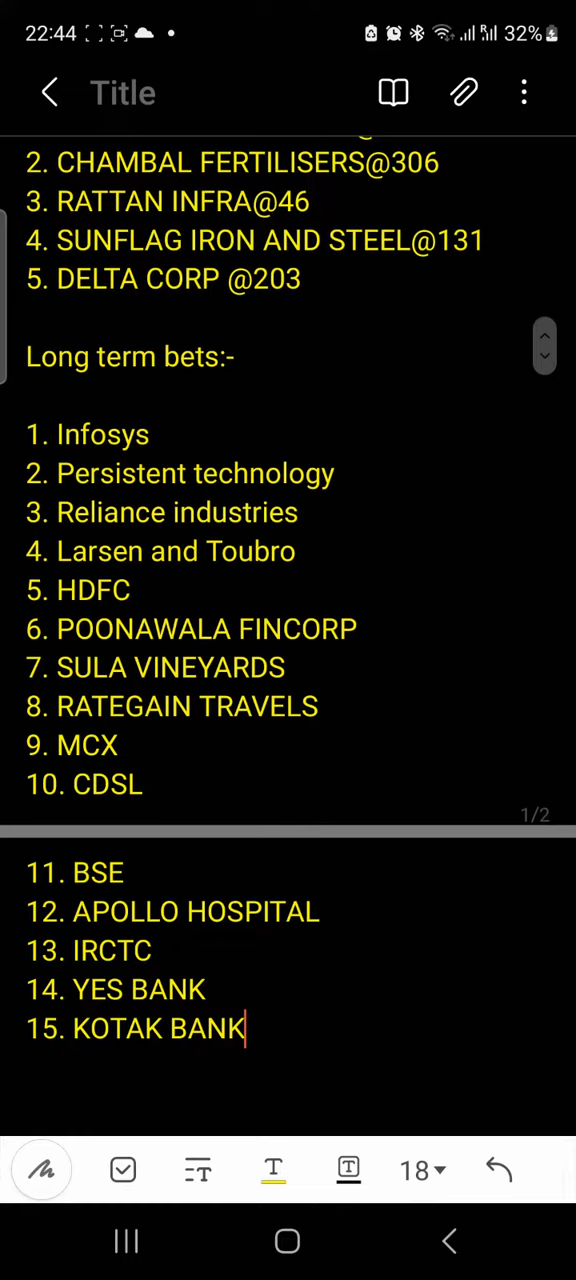 22:44
R
32%
Title
@
2. CHAMBAL FERTILISERS@306
3. RATTAN INFRA@46
4. SUNFLAG IRON AND STEEL@131
5. DELTA CORP @203
Long term bets:-
1. Infosys
2. Persistent technology
3. Reliance industries
4. Larsen and Toubro
5. HDFC
6. POONAWALA FINCORP
7. SULA VINEYARDS
8. RATEGAIN TRAVELS
9. MCX
10. CDSL
1/2
11. BSE
12. APOLLO HOSPITAL
13. IRCTC
14. YES BANK
15. KOTAK BANK
T T T 18